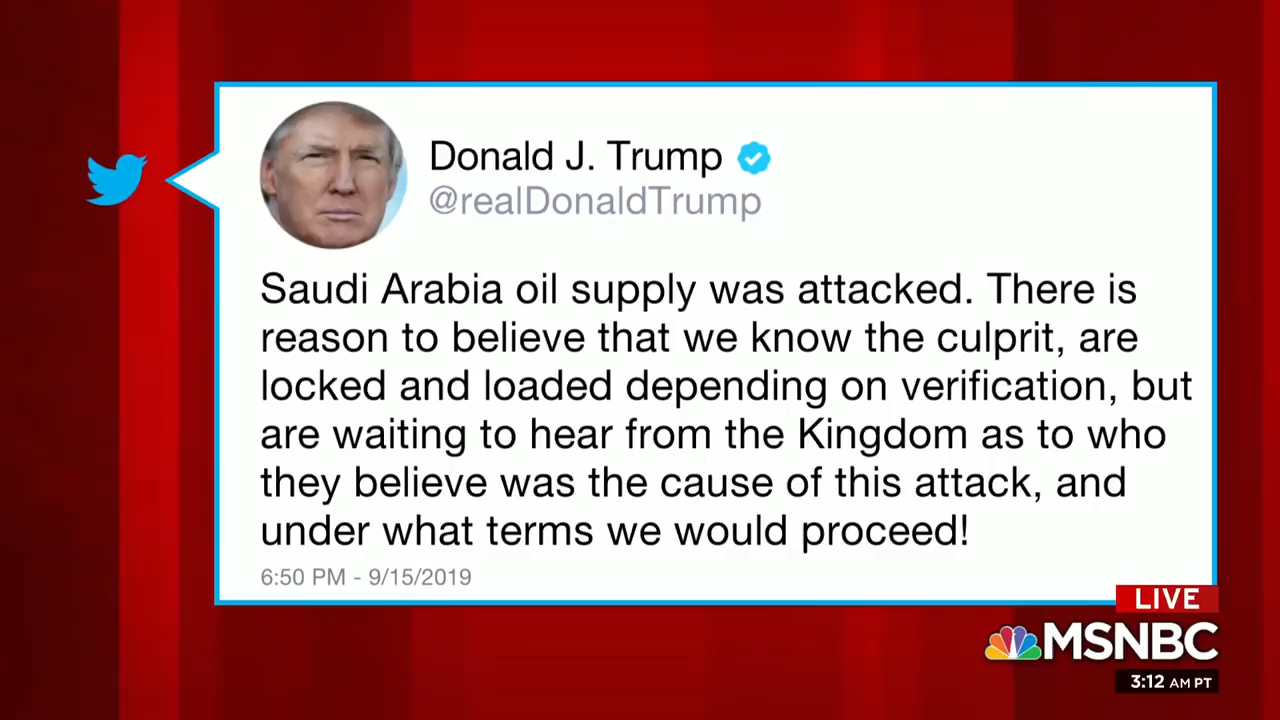 Donald J. Trump
@realDonaldTrump
Saudi Arabia oil supply was attacked. There is
reason to believe that we know the culprit, are
locked and loaded depending on verification, but
are waiting to hear from the Kingdom as to who
they believe was the cause of this attack, and
under what terms we would proceed!
6:50 PM - 9/15/2019
LIVE
MSNBC
3:12 AM PT